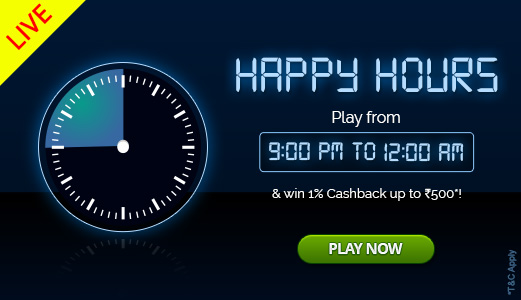 LIVE
HAPPY HOURS
Play from
9:00 PM TO 12:00 AM
& win 1% Cashback up to ₹500*!
PLAY NOW
*T&C Apply